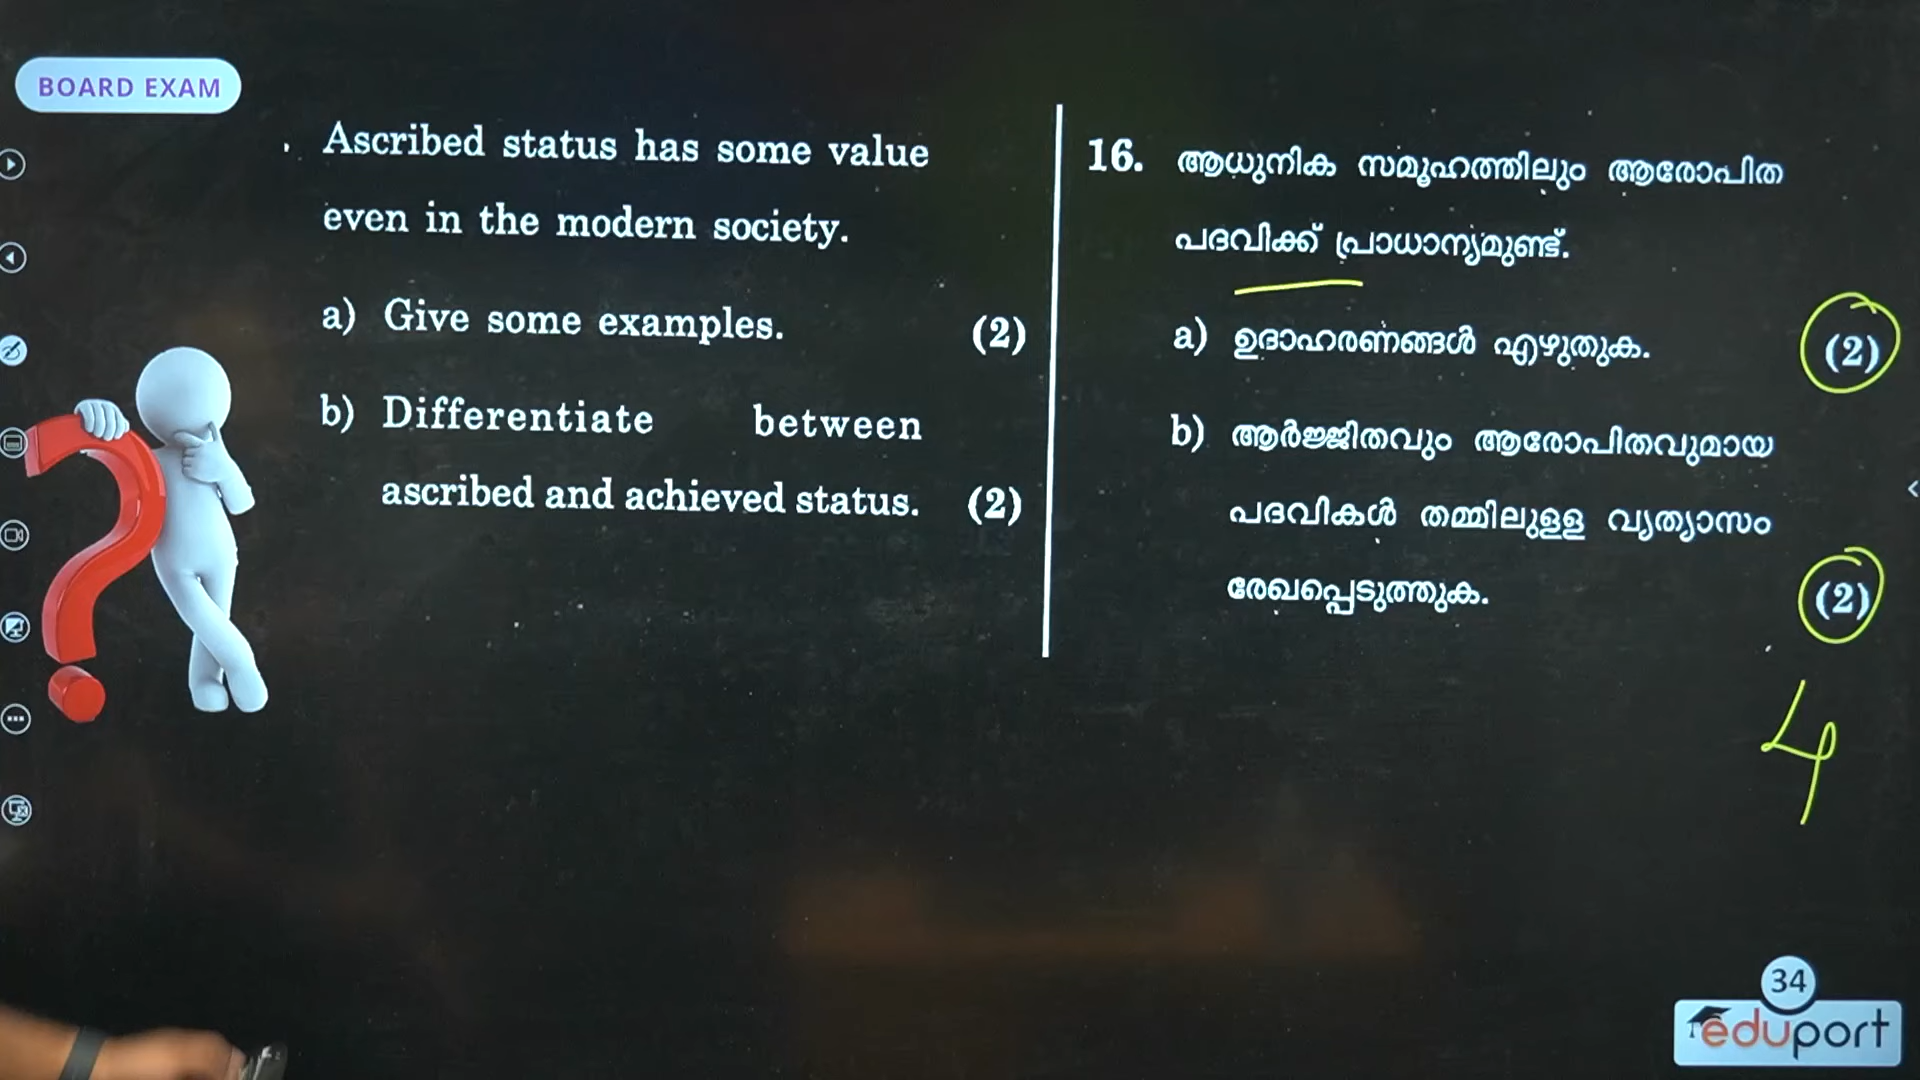 BOARD EXAM
Ascribed status has some value
even in the modern society.
a) Give some examples. (2)
b) Differentiate between
ascribed and achieved status. (2)
16. ആധുനിക സമൂഹത്തിലും ആരോപിത
പദവിക്ക് പ്രാധാന്യമുണ്ട്.
a) ഉദാഹരണങ്ങൾ എഴുതുക. (2)
b) ആർജ്ജിതവും ആരോപിതവുമായ
പദവികൾ തമ്മിലുള്ള വ്യത്യാസം
രേഖപ്പെടുത്തുക. (2)
4
34
eduport